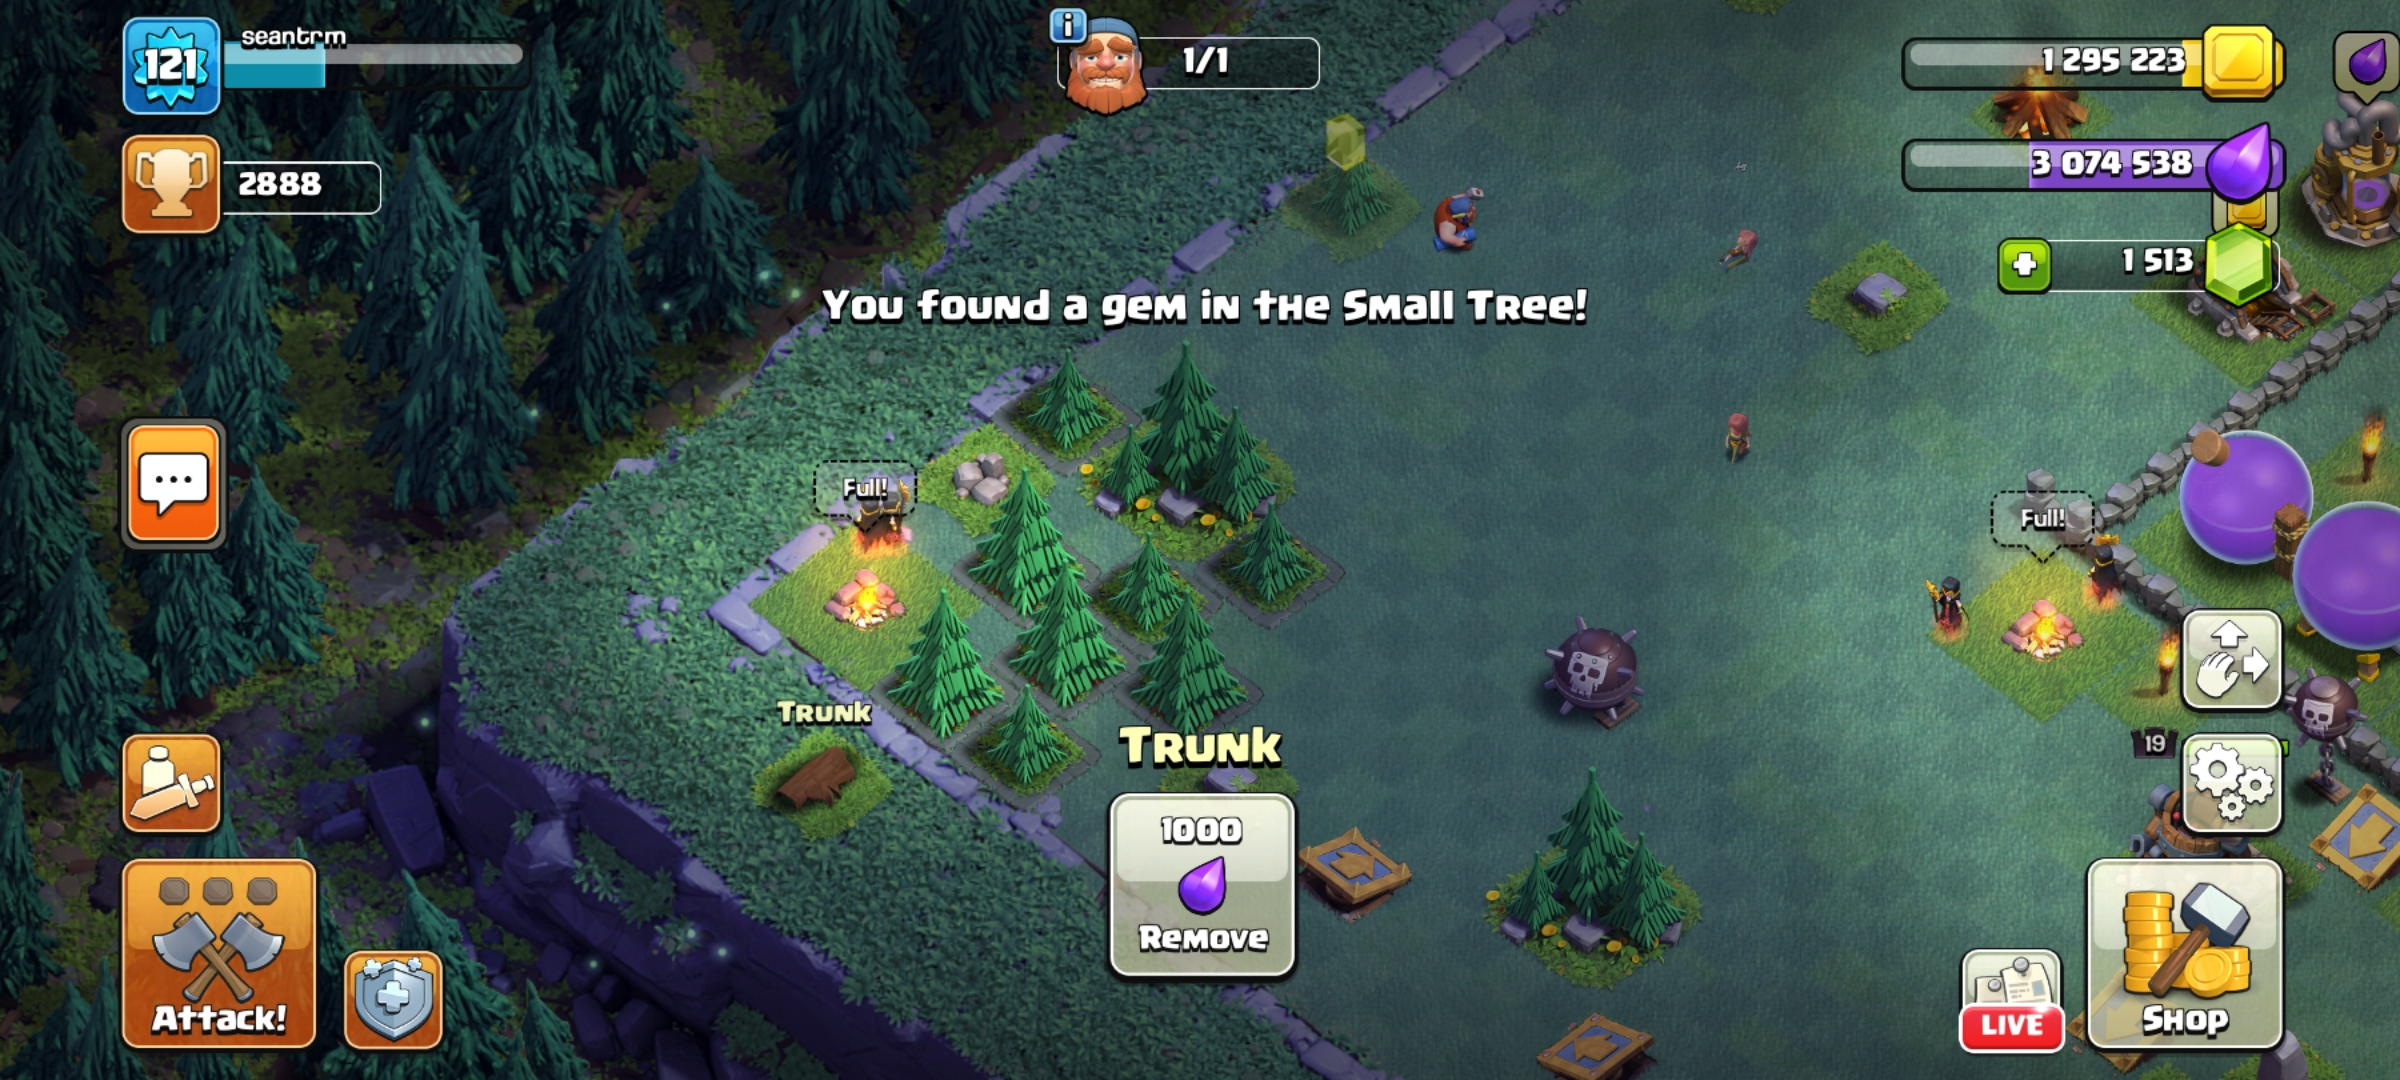 121
seantrm
1/1
1 295 223
3 074 538
2888
1 513
You found a gem in the Small Tree!
Full!
Full!
Trunk
Trunk
19
1000
Remove
Attack!
LIVE
Shop